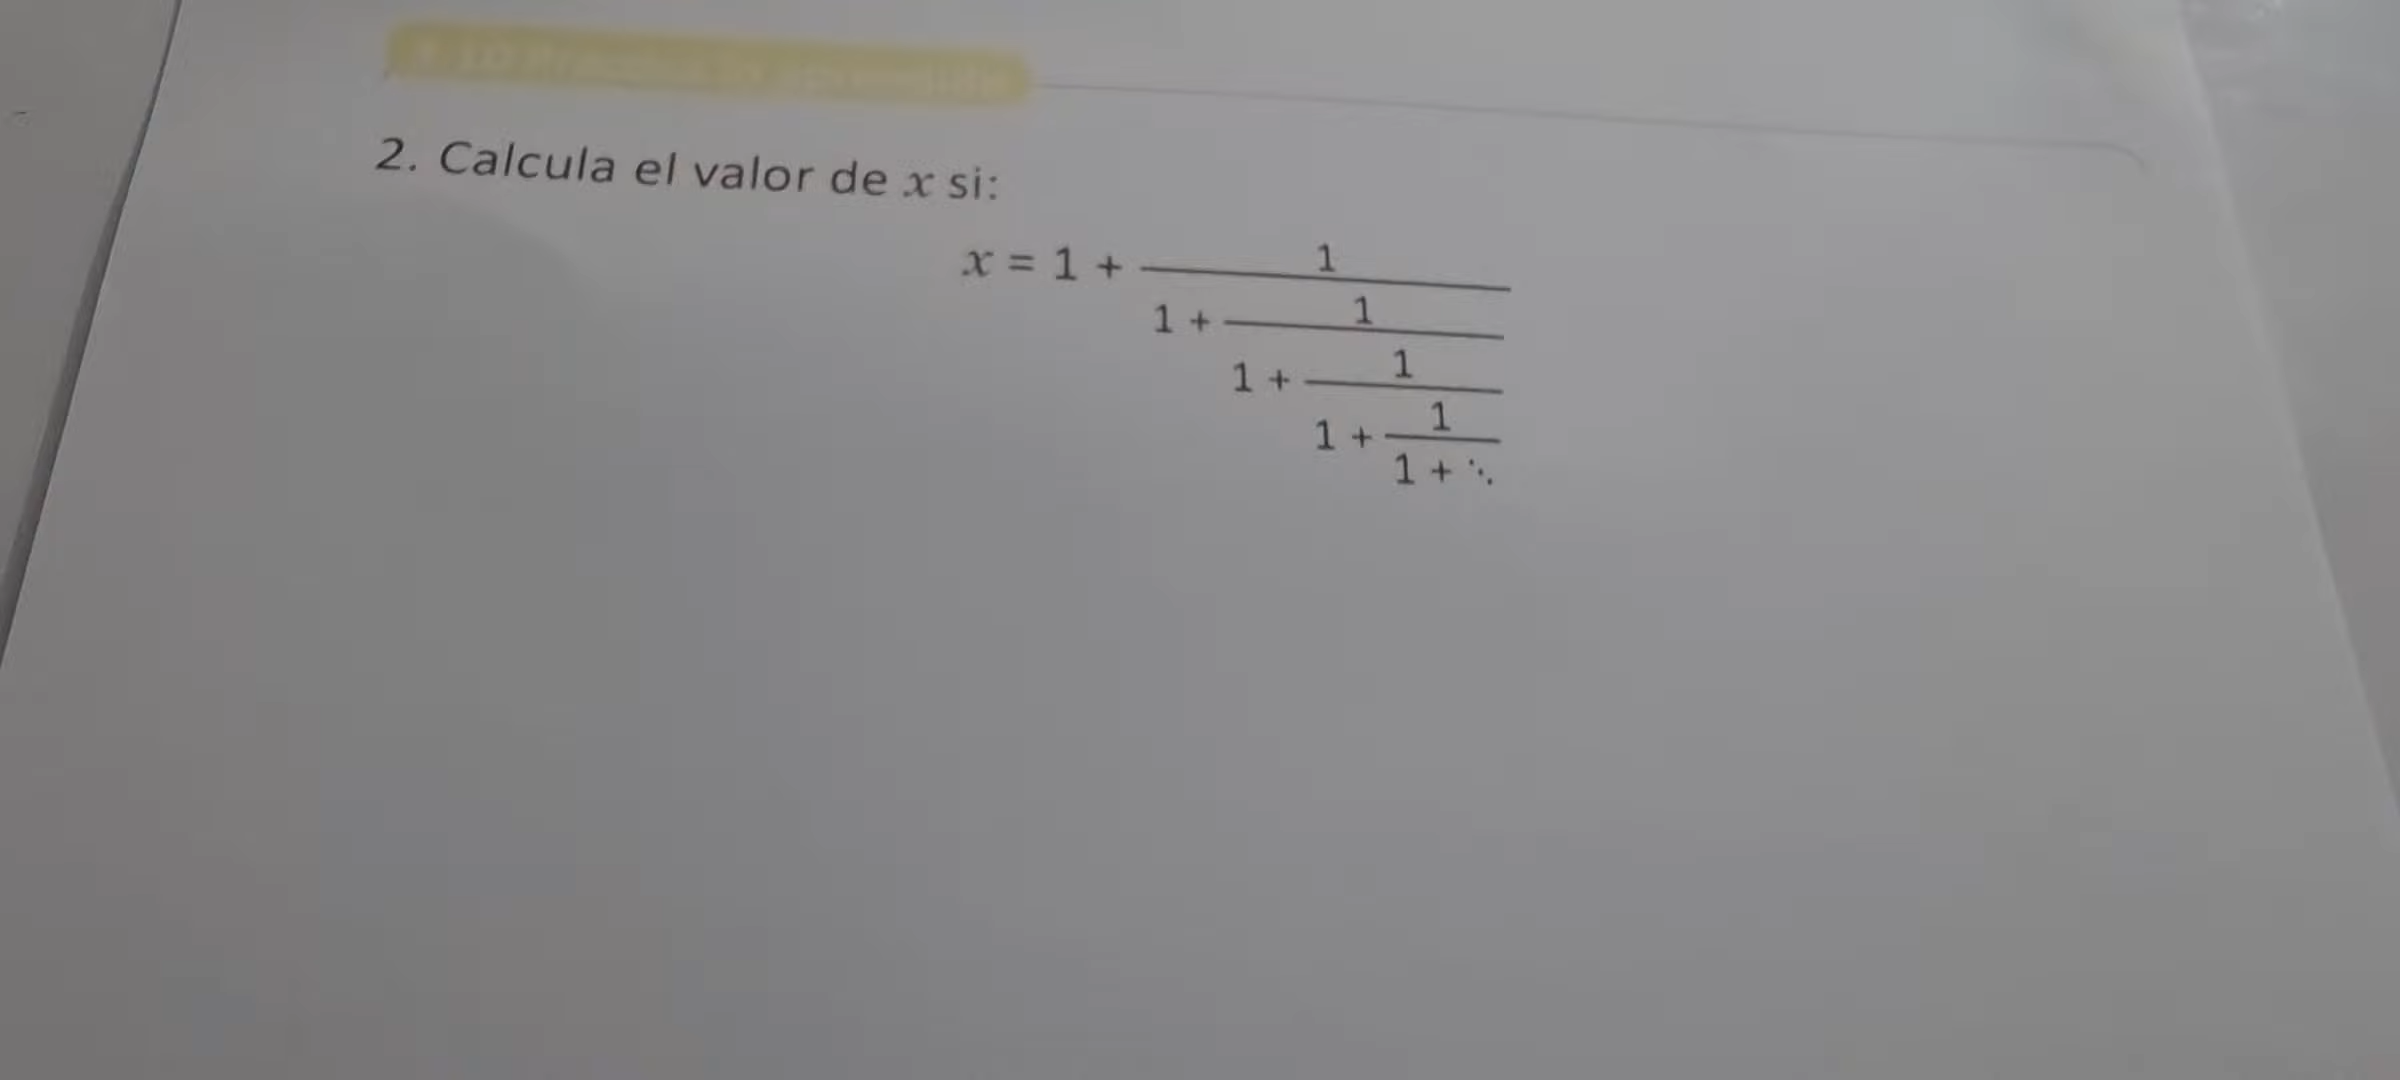 2. Calcula el valor de x si:
x = 1 + 1
1 + 1
1 + 1
1 + 1
1 + ⋱